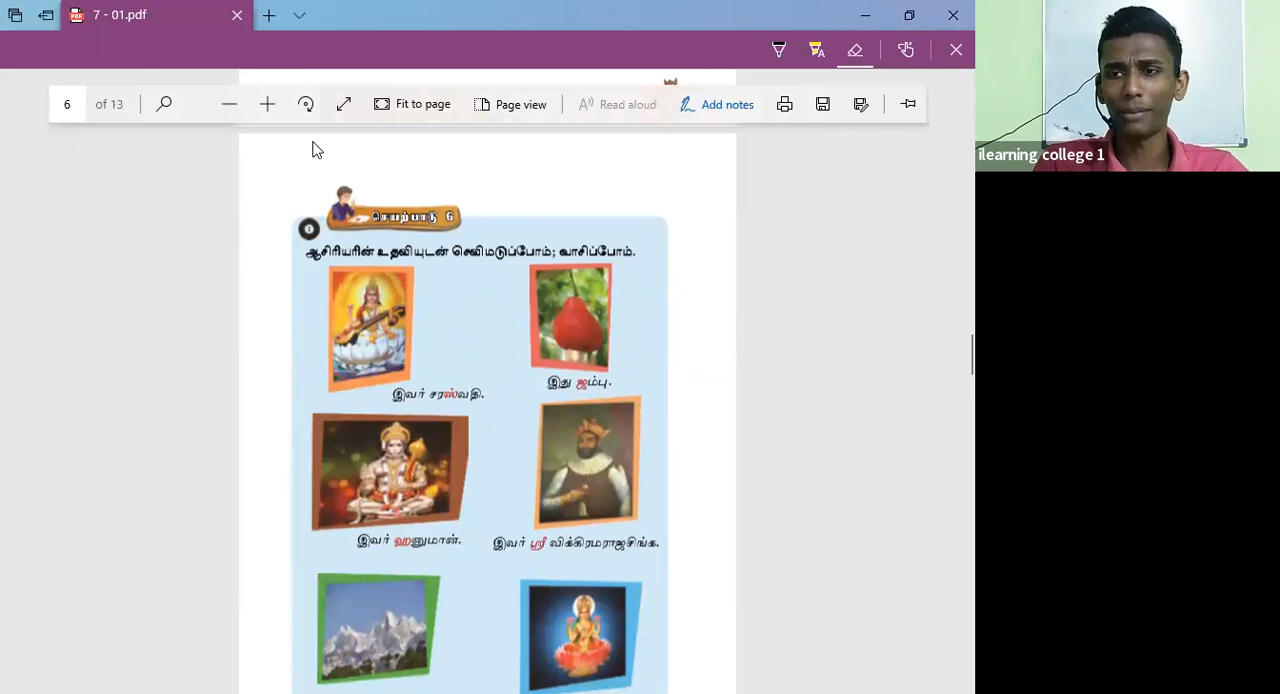 7 - 01.pdf
6 of 13 Fit to page Page view Read aloud Add notes
ilearning college 1
செயற்பாடு 6
ஆசிரியரின் உதவியுடன் செவிமடுப்போம்; வாசிப்போம்.
இவர் சரஸ்வதி.
இது ஜம்பு.
இவர் ஹனுமான்.
இவர் ஸ்ரீ விக்கிரமராஜசிங்க.